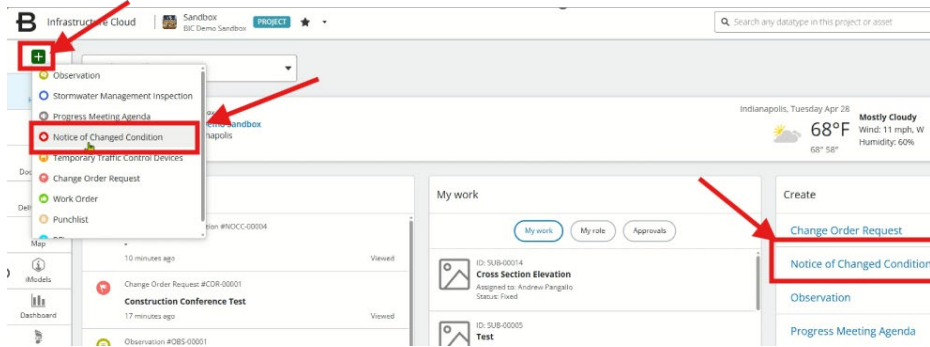 Infrastructure Cloud
Sandbox
BIC Demo Sandbox
PROJECT
Search any datatype in this project or asset
Observation
Stormwater Management Inspection
Progress Meeting Agenda
Notice of Changed Condition
Temporary Traffic Control Devices
Change Order Request
Work Order
Punchlist
Map
iModels
Dashboard
Indianapolis, Tuesday Apr 28
68°F
68° 58°
Mostly Cloudy
Wind: 11 mph, W
Humidity: 60%
#NOCC-00004
10 minutes ago
Viewed
Change Order Request #COR-00001
Construction Conference Test
17 minutes ago
Viewed
Observation #OBS-00001
My work
My work
My role
Approvals
ID: SUB-00014
Cross Section Elevation
Assigned to: Andrew Pangallo
Status: Fixed
ID: SUB-00005
Test
Create
Change Order Request
Notice of Changed Condition
Observation
Progress Meeting Agenda